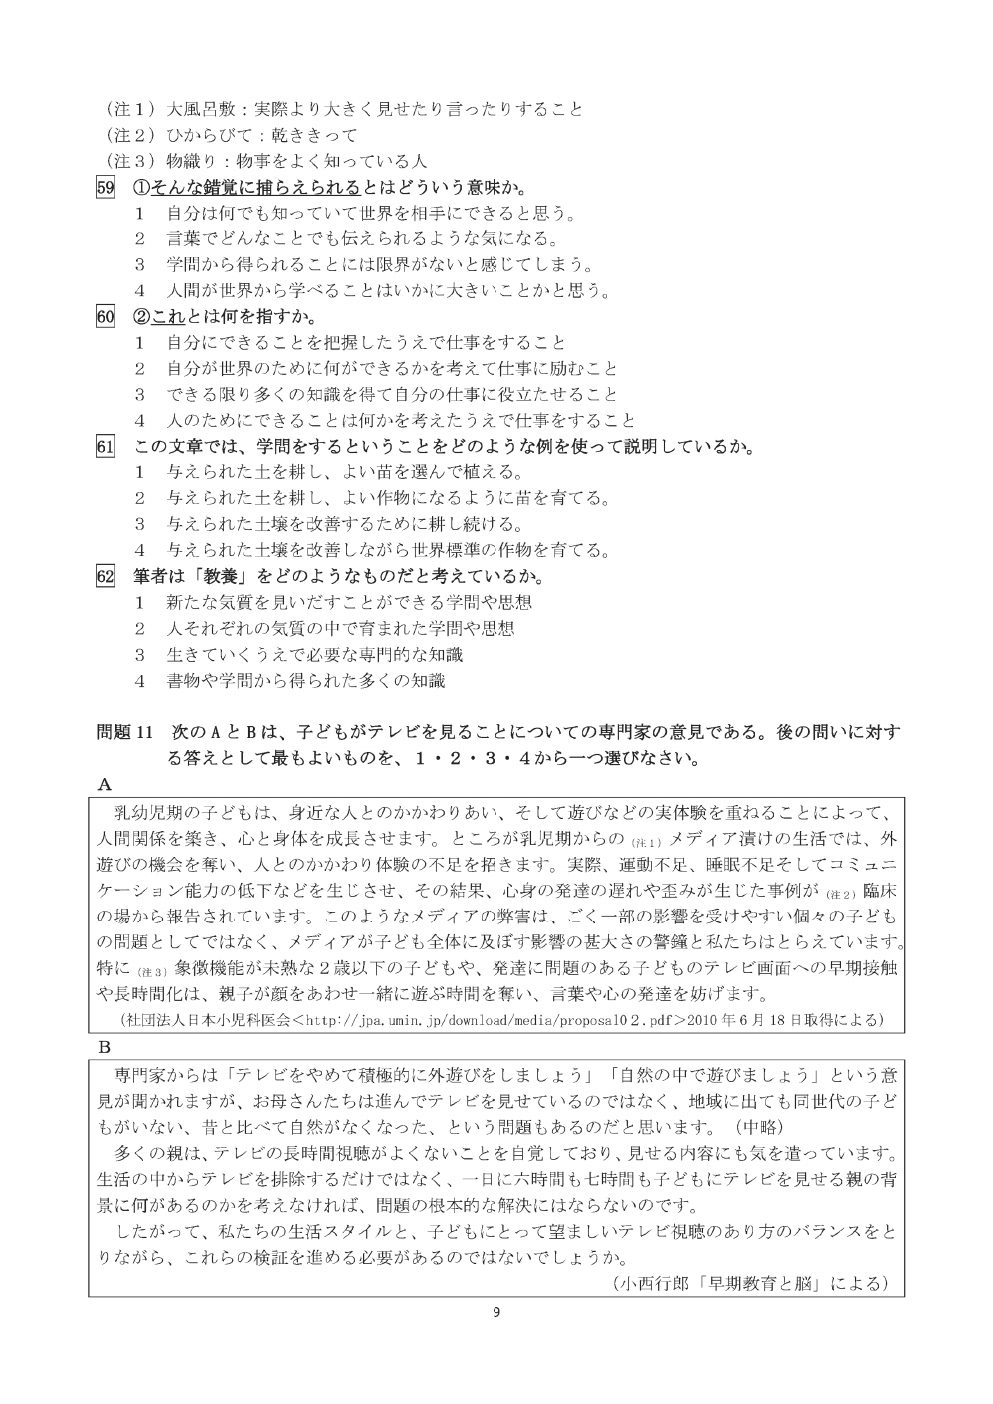 （注１）大風呂敷：実際より大きく見せたり言ったりすること
（注２）ひからびて：乾ききって
（注３）物織り：物事をよく知っている人
59 ①そんな錯覚に捕らえられるとはどういう意味か。
1 自分は何でも知っていて世界を相手にできると思う。
2 言葉でどんなことでも伝えられるような気になる。
3 学問から得られることには限界がないと感じてしまう。
4 人間が世界から学べることはいかに大きいことかと思う。
60 ②これとは何を指すか。
1 自分にできることを把握したうえで仕事をすること
2 自分が世界のために何ができるかを考えて仕事に励むこと
3 できる限り多くの知識を得て自分の仕事に役立たせること
4 人のためにできることは何かを考えたうえで仕事をすること
61 この文章では、学問をするということをどのような例を使って説明しているか。
1 与えられた土を耕し、よい苗を選んで植える。
2 与えられた土を耕し、よい作物になるように苗を育てる。
3 与えられた土壌を改善するために耕し続ける。
4 与えられた土壌を改善しながら世界標準の作物を育てる。
62 筆者は「教養」をどのようなものだと考えているか。
1 新たな気質を見いだすことができる学問や思想
2 人それぞれの気質の中で育まれた学問や思想
3 生きていくうえで必要な専門的な知識
4 書物や学問から得られた多くの知識
問題 11 次の A と B は、子どもがテレビを見ることについての専門家の意見である。後の問いに対す
る答えとして最もよいものを、１・２・３・４から一つ選びなさい。
A
乳幼児期の子どもは、身近な人とのかかわりあい、そして遊びなどの実体験を重ねることによって、
人間関係を築き、心と身体を成長させます。ところが乳児期からの（注１）メディア漬けの生活では、外
遊びの機会を奪い、人とのかかわり体験の不足を招きます。実際、運動不足、睡眠不足そしてコミュニ
ケーション能力の低下などを生じさせ、その結果、心身の発達の遅れや歪みが生じた事例が（注２）臨床
の場から報告されています。このようなメディアの弊害は、ごく一部の影響を受けやすい個々の子ども
の問題としてではなく、メディアが子ども全体に及ぼす影響の甚大さの警鐘と私たちはとらえています。
特に（注３）象徴機能が未熟な２歳以下の子どもや、発達に問題のある子どものテレビ画面への早期接触
や長時間化は、親子が顔をあわせ一緒に遊ぶ時間を奪い、言葉や心の発達を妨げます。
（社団法人日本小児科医会＜http://jpa.umin.jp/download/media/proposal02.pdf＞2010 年 6 月 18 日取得による）
B
専門家からは「テレビをやめて積極的に外遊びをしましょう」「自然の中で遊びましょう」という意
見が聞かれますが、お母さんたちは進んでテレビを見せているのではなく、地域に出ても同世代の子ど
もがいない、昔と比べて自然がなくなった、という問題もあるのだと思います。（中略）
多くの親は、テレビの長時間視聴がよくないことを自覚しており、見せる内容にも気を遣っています。
生活の中からテレビを排除するだけではなく、一日に六時間も七時間も子どもにテレビを見せる親の背
景に何があるのかを考えなければ、問題の根本的な解決にはならないのです。
したがって、私たちの生活スタイルと、子どもにとって望ましいテレビ視聴のあり方のバランスをと
りながら、これらの検証を進める必要があるのではないでしょうか。
（小西行郎「早期教育と脳」による）
9